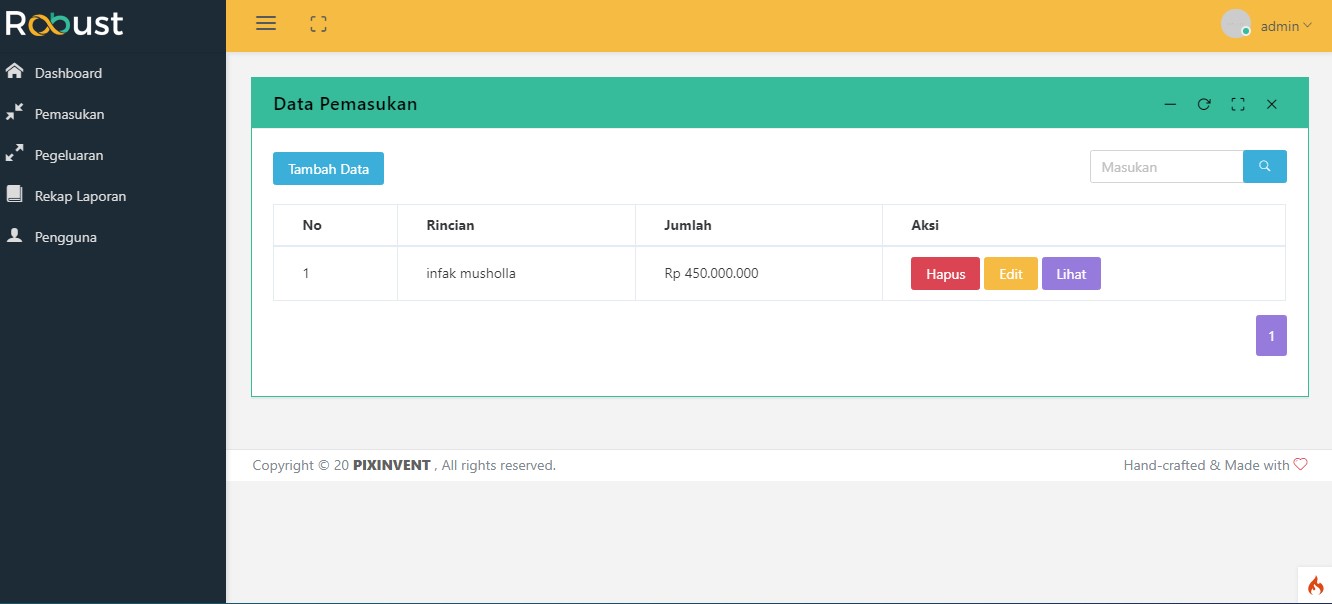 Robust
admin
Dashboard
Pemasukan
Pegeluaran
Rekap Laporan
Pengguna
Data Pemasukan
Tambah Data
Masukan
No Rincian Jumlah Aksi
1 infak musholla Rp 450.000.000 Hapus Edit Lihat
1
Copyright © 20 PIXINVENT , All rights reserved.
Hand-crafted & Made with